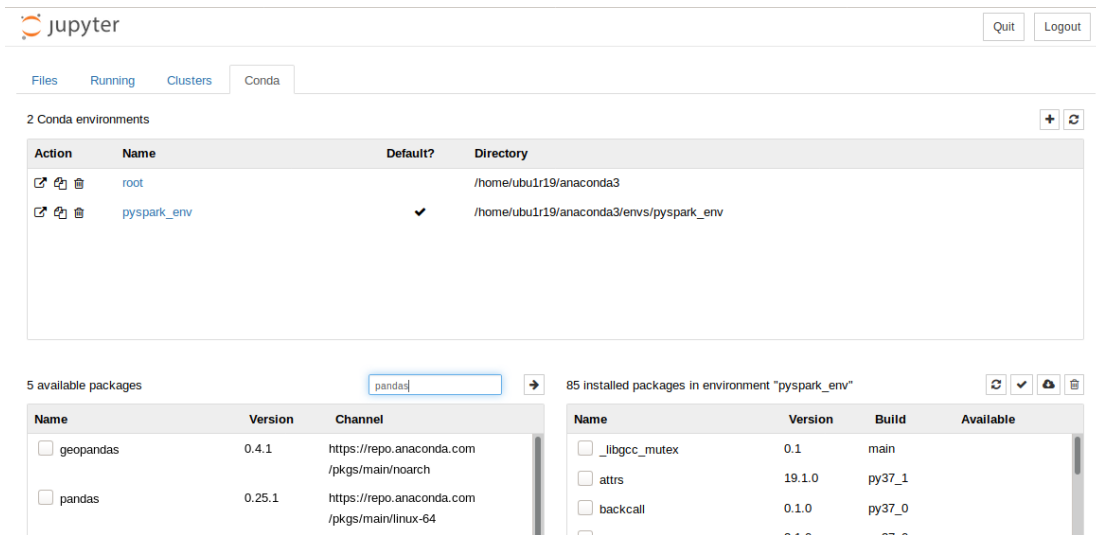 jupyter
Quit Logout
Files Running Clusters Conda
2 Conda environments
Action Name Default? Directory
root /home/ubu1r19/anaconda3
pyspark_env /home/ubu1r19/anaconda3/envs/pyspark_env
5 available packages pandas 85 installed packages in environment "pyspark_env"
Name Version Channel Name Version Build Available
geopandas 0.4.1 https://repo.anaconda.com _libgcc_mutex 0.1 main
/pkgs/main/noarch attrs 19.1.0 py37_1
pandas 0.25.1 https://repo.anaconda.com backcall 0.1.0 py37_0
/pkgs/main/linux-64